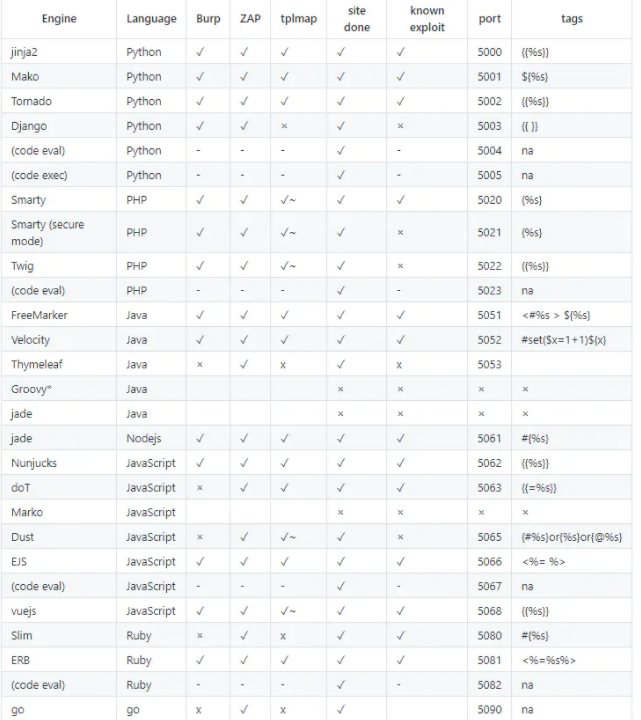 Engine Language Burp ZAP tplmap site done known exploit port tags
jinja2 Python ✓ ✓ ✓ ✓ ✓ 5000 {{%s}}
Mako Python ✓ ✓ ✓ ✓ ✓ 5001 ${%s}
Tornado Python ✓ ✓ ✓ ✓ ✓ 5002 {{%s}}
Django Python ✓ ✓ × ✓ × 5003 {{ }}
(code eval) Python - - - ✓ - 5004 na
(code exec) Python - - - ✓ - 5005 na
Smarty PHP ✓ ✓ ✓~ ✓ ✓ 5020 {%s}
Smarty (secure mode) PHP ✓ ✓ ✓~ ✓ × 5021 {%s}
Twig PHP ✓ ✓ ✓~ ✓ × 5022 {{%s}}
(code eval) PHP - - - ✓ - 5023 na
FreeMarker Java ✓ ✓ ✓ ✓ ✓ 5051 <#%s > ${%s}
Velocity Java ✓ ✓ ✓ ✓ ✓ 5052 #set($x=1+1)${x}
Thymeleaf Java × ✓ x ✓ x 5053
Groovy* Java × × × ×
jade Java × × × ×
jade Nodejs ✓ ✓ ✓ ✓ ✓ 5061 #{%s}
Nunjucks JavaScript ✓ ✓ ✓ ✓ ✓ 5062 {{%s}}
doT JavaScript × ✓ ✓ ✓ ✓ 5063 {{=%s}}
Marko JavaScript × × × ×
Dust JavaScript × ✓ ✓~ ✓ × 5065 {#%s}or{%s}or{@%s}
EJS JavaScript ✓ ✓ ✓ ✓ ✓ 5066 <%= %>
(code eval) JavaScript - - - ✓ - 5067 na
vuejs JavaScript ✓ ✓ ✓~ ✓ ✓ 5068 {{%s}}
Slim Ruby × ✓ x ✓ ✓ 5080 #{%s}
ERB Ruby ✓ ✓ ✓ ✓ ✓ 5081 <%=%s%>
(code eval) Ruby - - - ✓ - 5082 na
go go x ✓ x ✓ 5090 na